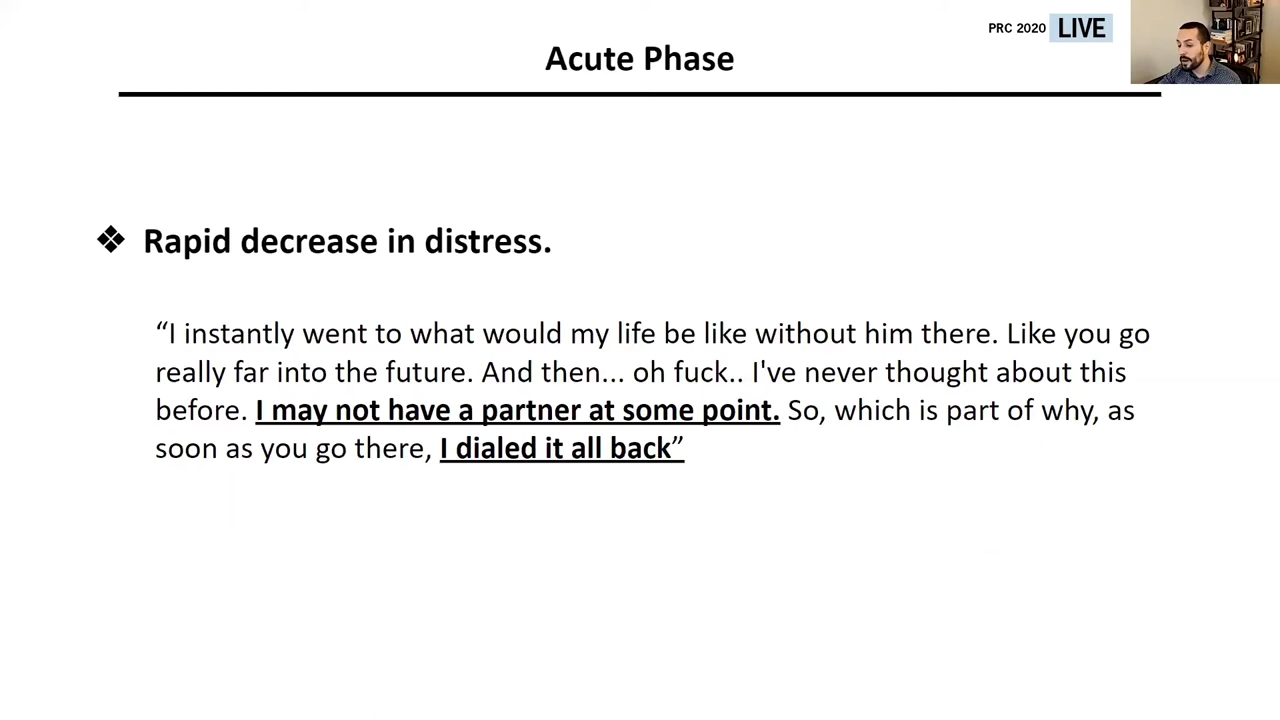 PRC 2020 LIVE
Acute Phase
❖ Rapid decrease in distress.
“I instantly went to what would my life be like without him there. Like you go
really far into the future. And then... oh fuck.. I've never thought about this
before. I may not have a partner at some point. So, which is part of why, as
soon as you go there, I dialed it all back”